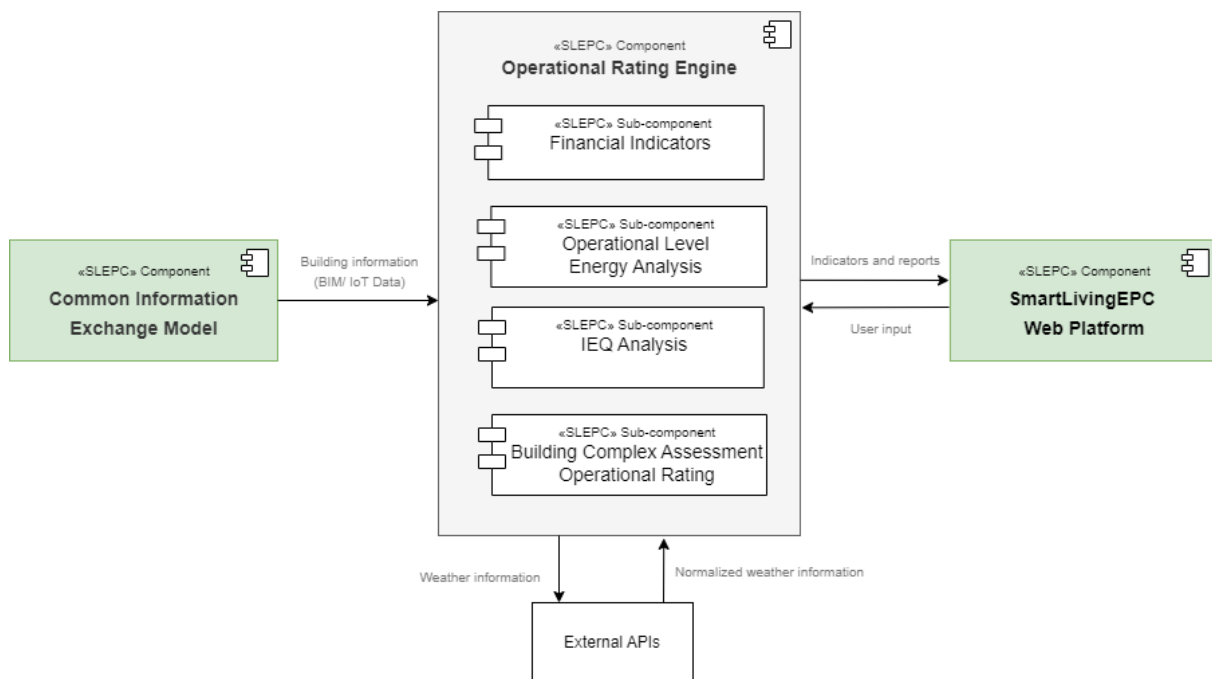 «SLEPC» Component
Operational Rating Engine
«SLEPC» Sub-component
Financial Indicators
«SLEPC» Sub-component
Operational Level
Energy Analysis
«SLEPC» Sub-component
IEQ Analysis
«SLEPC» Sub-component
Building Complex Assessment
Operational Rating
«SLEPC» Component
Common Information
Exchange Model
Building information
(BIM/ IoT Data)
Indicators and reports
User input
«SLEPC» Component
SmartLivingEPC
Web Platform
Weather information
Normalized weather information
External APIs